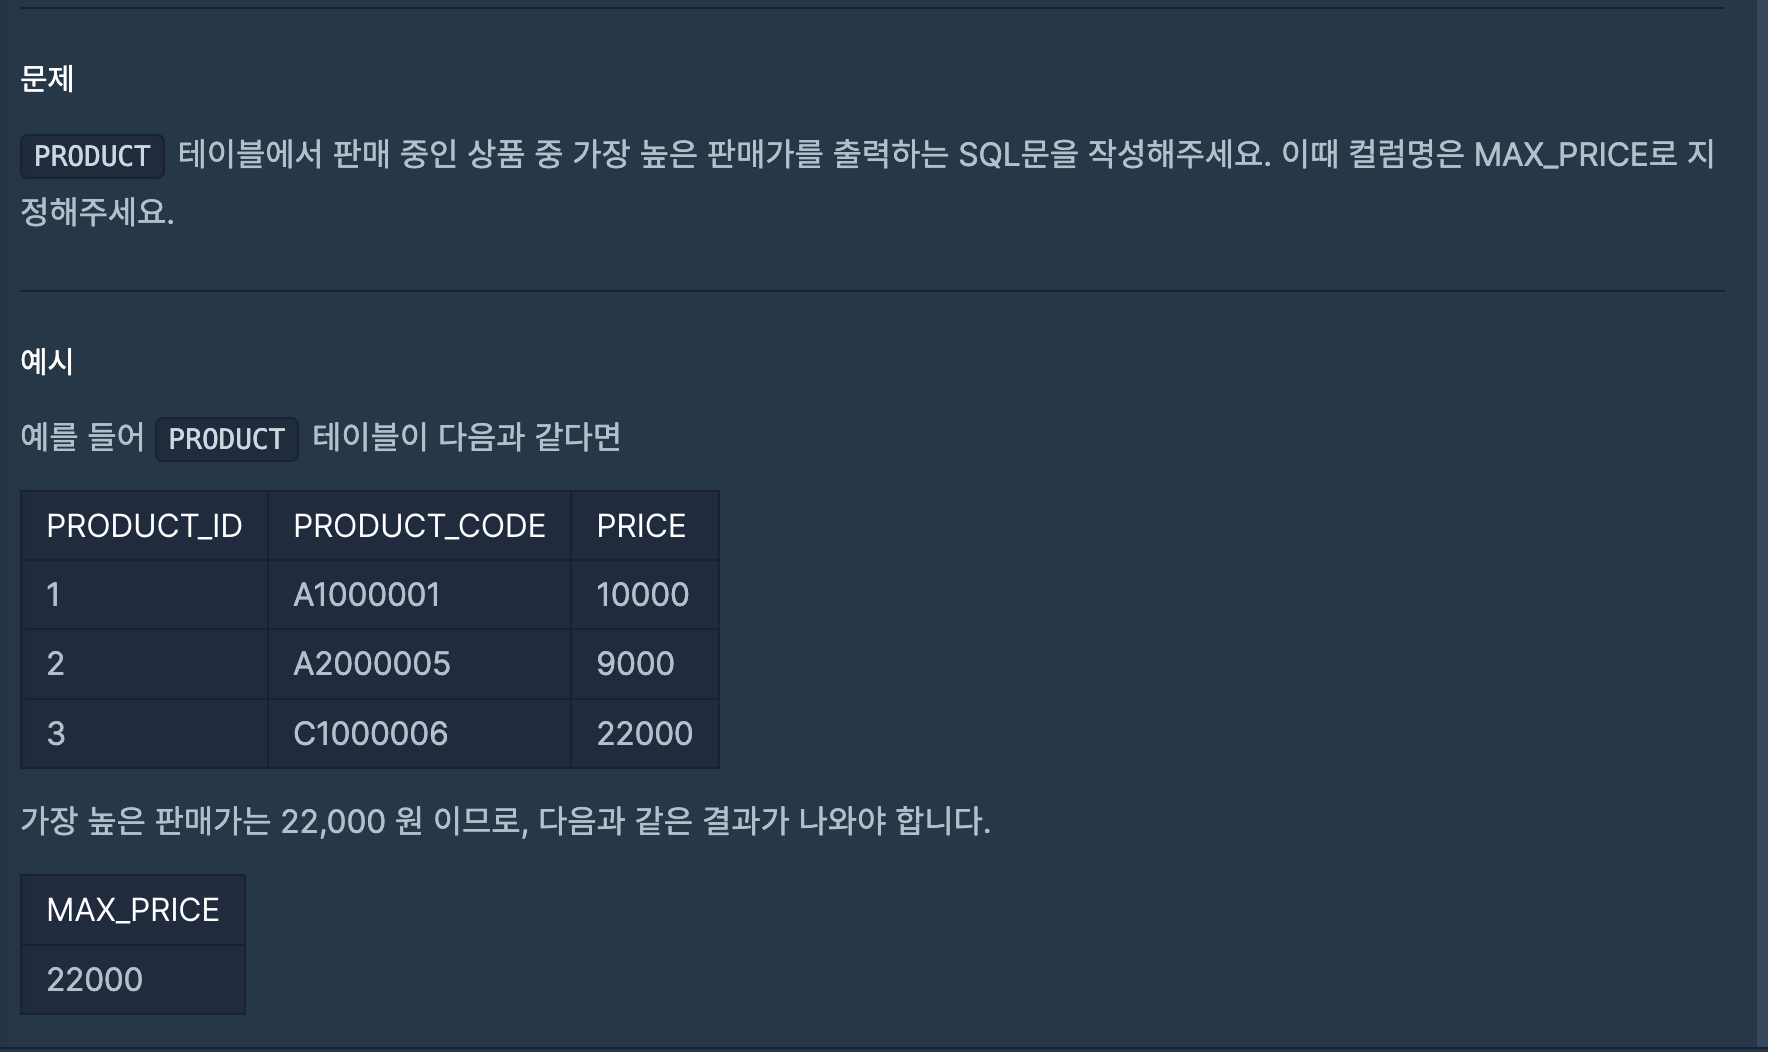 문제
PRODUCT 테이블에서 판매 중인 상품 중 가장 높은 판매가를 출력하는 SQL문을 작성해주세요. 이때 컬럼명은 MAX_PRICE로 지
정해주세요.
예시
예를 들어 PRODUCT 테이블이 다음과 같다면
PRODUCT_ID PRODUCT_CODE PRICE
1 A1000001 10000
2 A2000005 9000
3 C1000006 22000
가장 높은 판매가는 22,000 원 이므로, 다음과 같은 결과가 나와야 합니다.
MAX_PRICE
22000